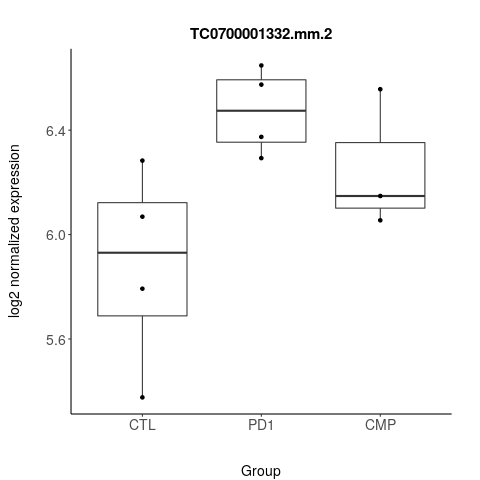 TC0700001332.mm.2
log2 normalized expression
6.4
6.0
5.6
CTL PD1 CMP
Group